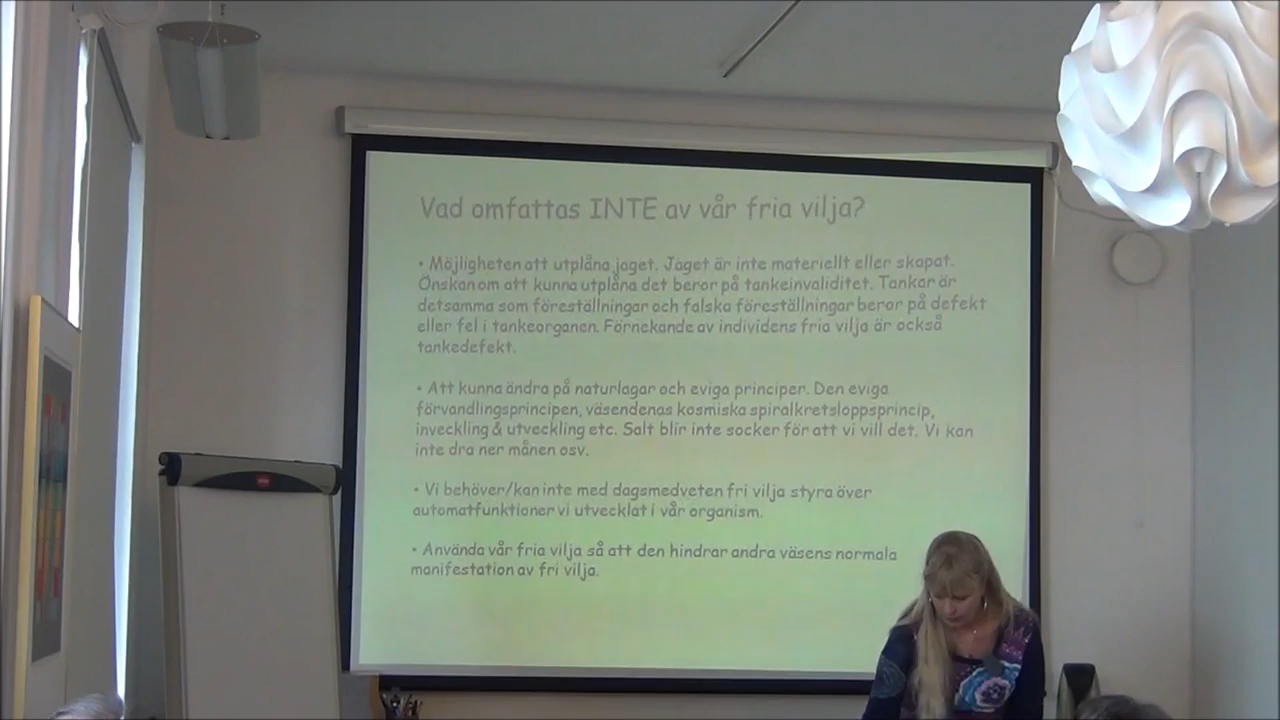 Vad omfattas INTE av vår fria vilja?
• Möjligheten att utplåna jaget. Jaget är inte materiellt eller skapat.
Önskan om att kunna utplåna det beror på tankeinvaliditet. Tankar är
detsamma som föreställningar och falska föreställningar beror på defekt
eller fel i tankeorganen. Förnekande av individens fria vilja är också
tankedefekt.
• Att kunna ändra på naturlagar och eviga principer. Den eviga
förvandlingsprincipen, väsendenas kosmiska spiralkretsloppsprincip,
inveckling & utveckling etc. Salt blir inte socker för att vi vill det. Vi kan
inte dra ner månen osv.
• Vi behöver/kan inte med dagsmedveten fri vilja styra över
automatfunktioner vi utvecklat i vår organism.
• Använda vår fria vilja så att den hindrar andra väsens normala
manifestation av fri vilja.